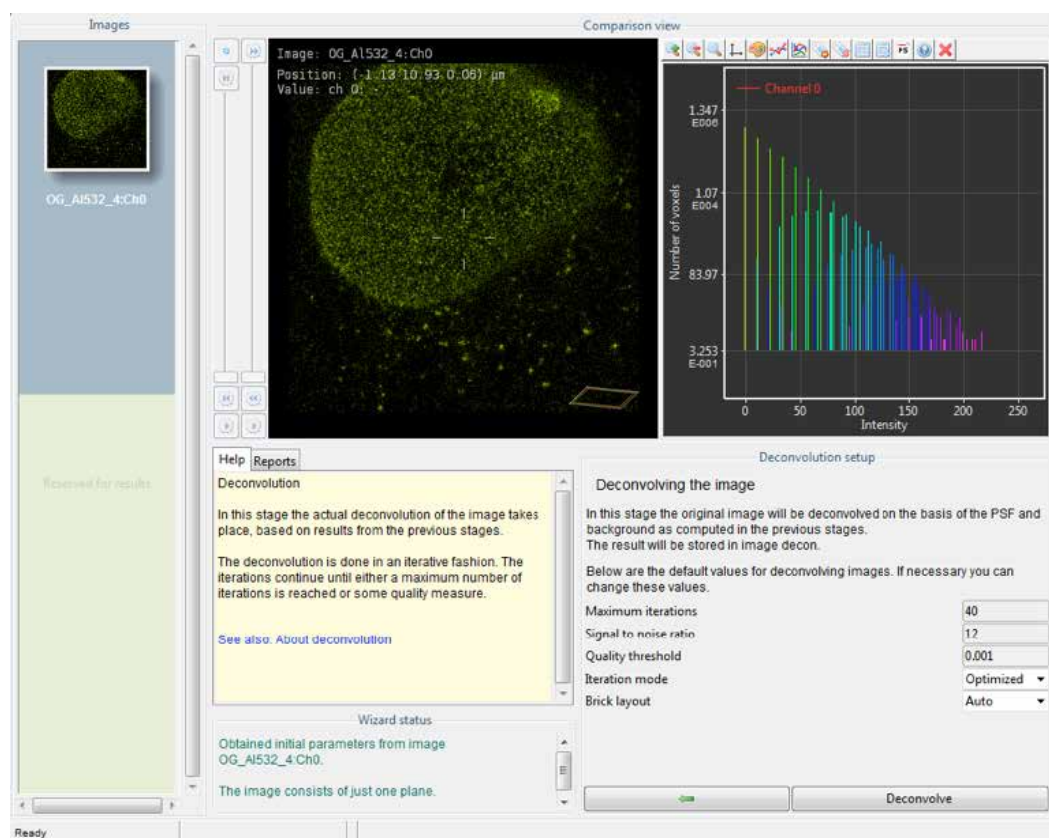 Images
OG_Al532_4:Ch0
Reserved for results
Comparison view
Image: OG_Al532_4:Ch0
Position: (-1.13 10.93 0.06) µm
Value: ch 0: -
PS
Channel 0
1.347
E006
1.07
E004
83.97
3.253
E-001
Number of voxels
0 50 100 150 200 250
Intensity
Help Reports
Deconvolution
In this stage the actual deconvolution of the image takes
place, based on results from the previous stages.
The deconvolution is done in an iterative fashion. The
iterations continue until either a maximum number of
iterations is reached or some quality measure.
See also: About deconvolution
Wizard status
Obtained initial parameters from image
OG_Al532_4:Ch0.
The image consists of just one plane.
Deconvolution setup
Deconvolving the image
In this stage the original image will be deconvolved on the basis of the PSF and
background as computed in the previous stages.
The result will be stored in image decon.
Below are the default values for deconvolving images. If necessary you can
change these values.
Maximum iterations 40
Signal to noise ratio 12
Quality threshold 0.001
Iteration mode Optimized
Brick layout Auto
Deconvolve
Ready